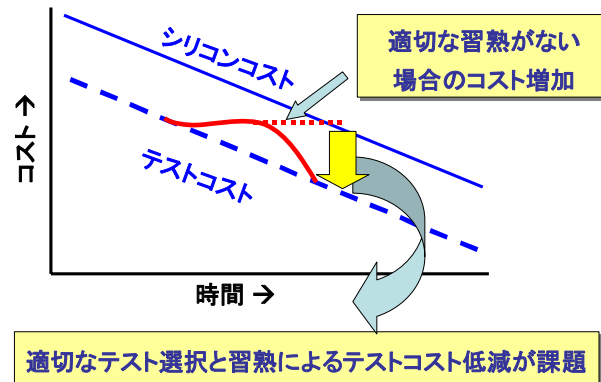 適切な習熟がない
場合のコスト増加
シリコンコスト
テストコスト
コスト →
時間 →
適切なテスト選択と習熟によるテストコスト低減が課題